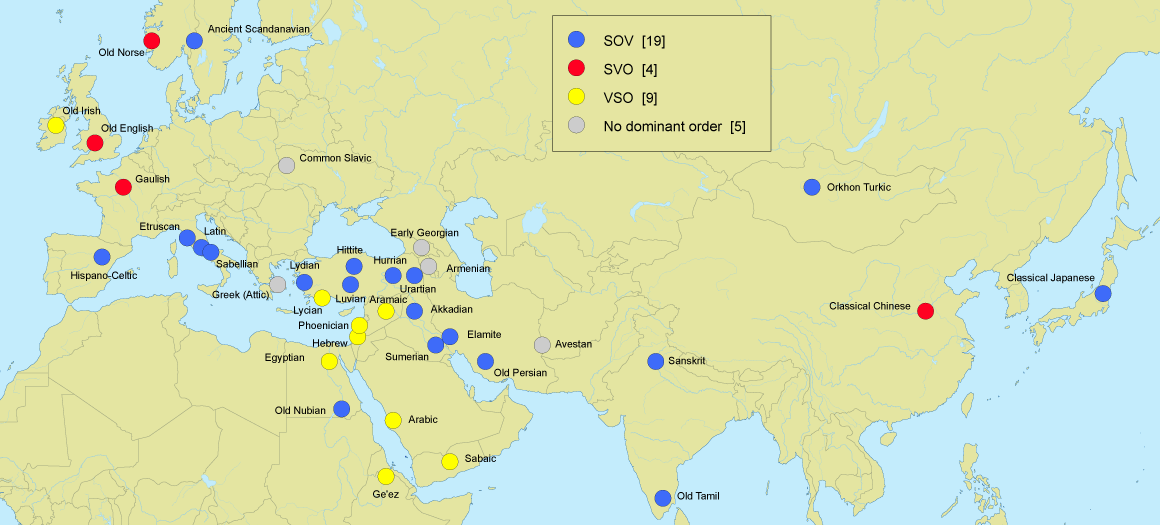 Ancient Scandanavian
Old Norse
SOV [19]
SVO [4]
VSO [9]
No dominant order [5]
Old Irish
Old English
Common Slavic
Gaulish
Orkhon Turkic
Etruscan
Latin
Sabellian
Hispano-Celtic
Early Georgian
Hittite
Hurrian
Lydian
Armenian
Urartian
Greek (Attic)
Luvian
Aramaic
Lycian
Akkadian
Phoenician
Hebrew
Elamite
Sumerian
Avestan
Egyptian
Old Persian
Sanskrit
Classical Japanese
Classical Chinese
Old Nubian
Arabic
Sabaic
Ge'ez
Old Tamil